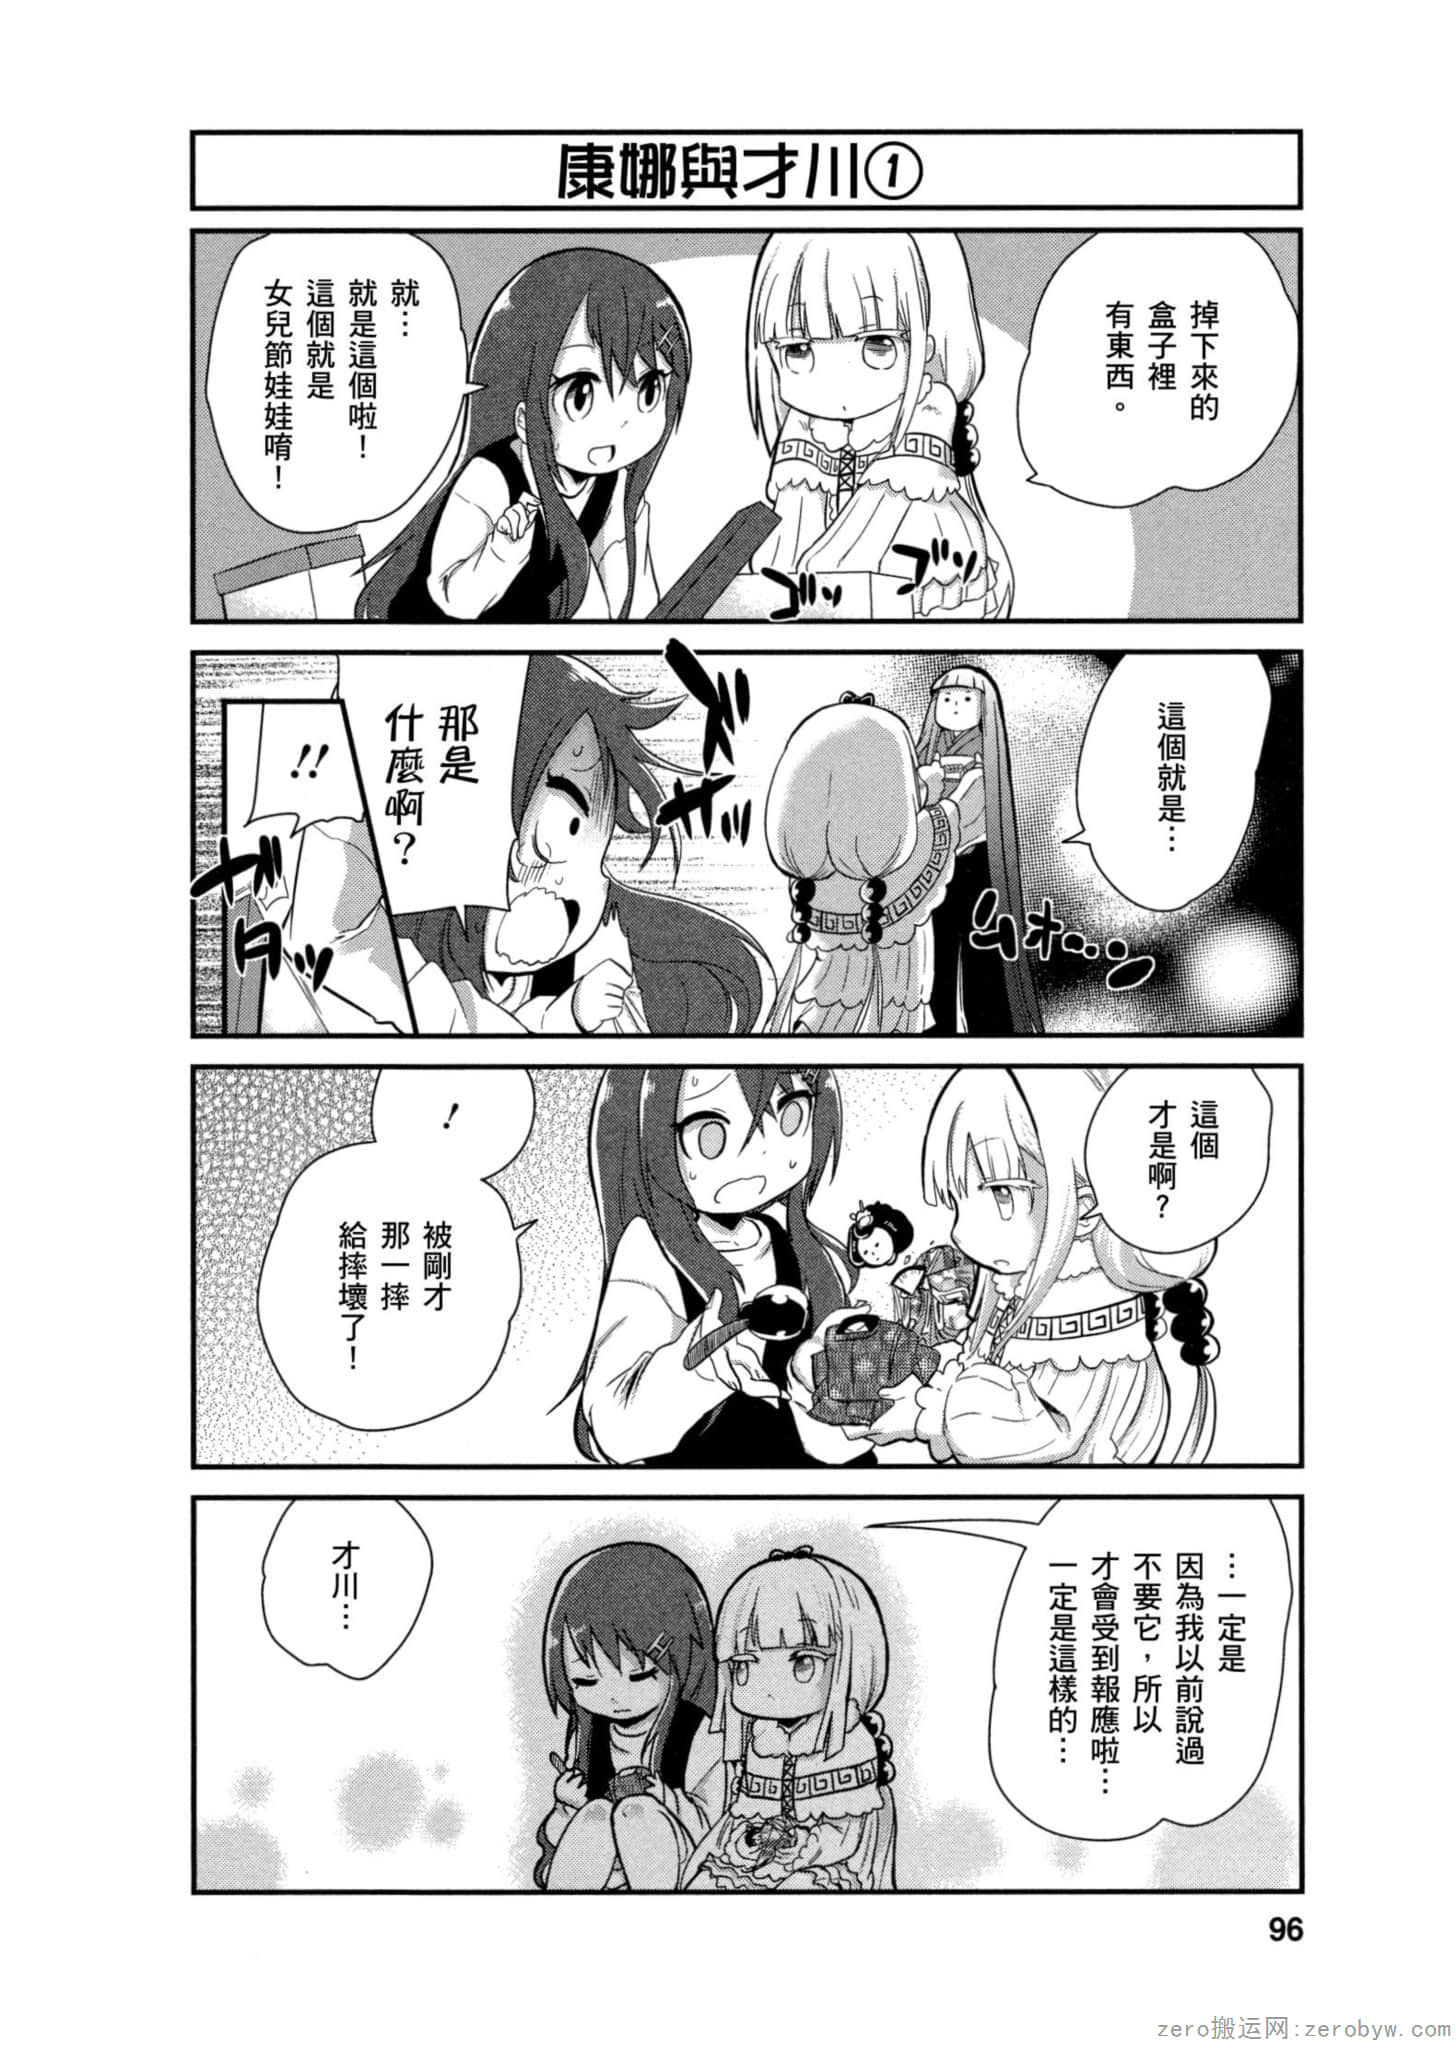 康娜與才川①
掉下來的
盒子裡
有東西。
就…
就是這個啦！
這個就是
女兒節娃娃唷！
ゴソッ
ゴソッ
這個就是…
ムオ…ン
ズザザッ
那是
什麼啊？
!!
ガタッ
這個
才是啊？
！
被剛才
那一摔
給摔壞了！
…一定是
因為我以前說過
不要它，所以
才會受到報應啦…
一定是這樣的…
才川…
96
zero搬运网:zerobyw.com